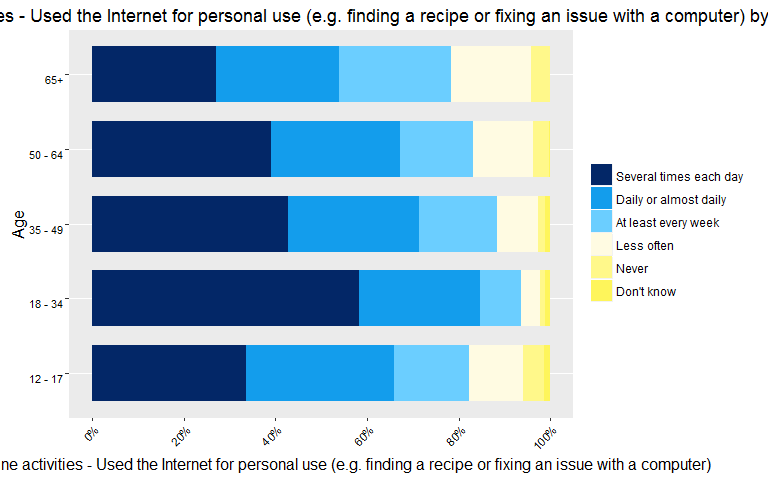 - Used the Internet for personal use (e.g. finding a recipe or fixing an issue with a computer) by
Age
65+
50 - 64
35 - 49
18 - 34
12 - 17
0%
20%
40%
60%
80%
100%
activities - Used the Internet for personal use (e.g. finding a recipe or fixing an issue with a computer)
Several times each day
Daily or almost daily
At least every week
Less often
Never
Don't know